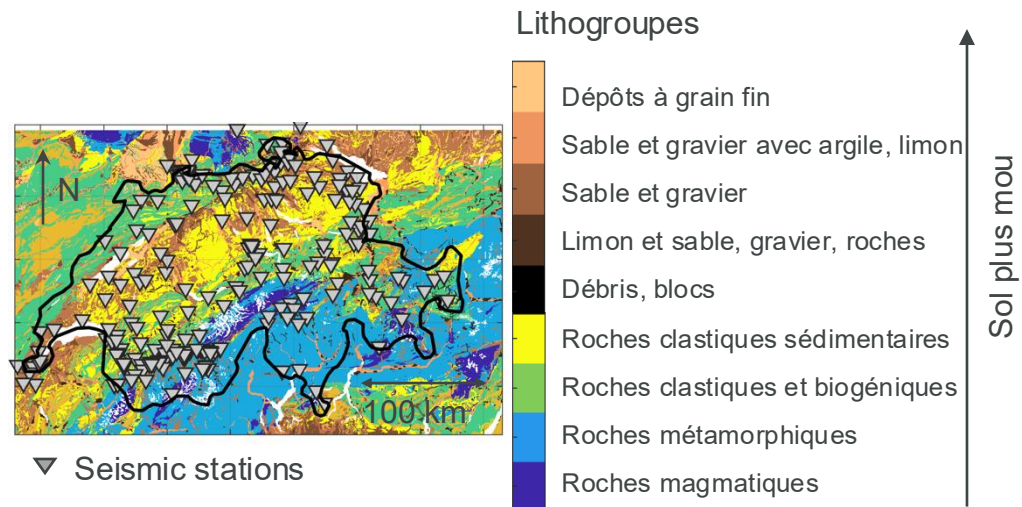 Lithogroupes
Dépôts à grain fin
Sable et gravier avec argile, limon
Sable et gravier
Limon et sable, gravier, roches
Débris, blocs
Roches clastiques sédimentaires
Roches clastiques et biogéniques
Roches métamorphiques
Roches magmatiques
Sol plus mou
N
100 km
Seismic stations